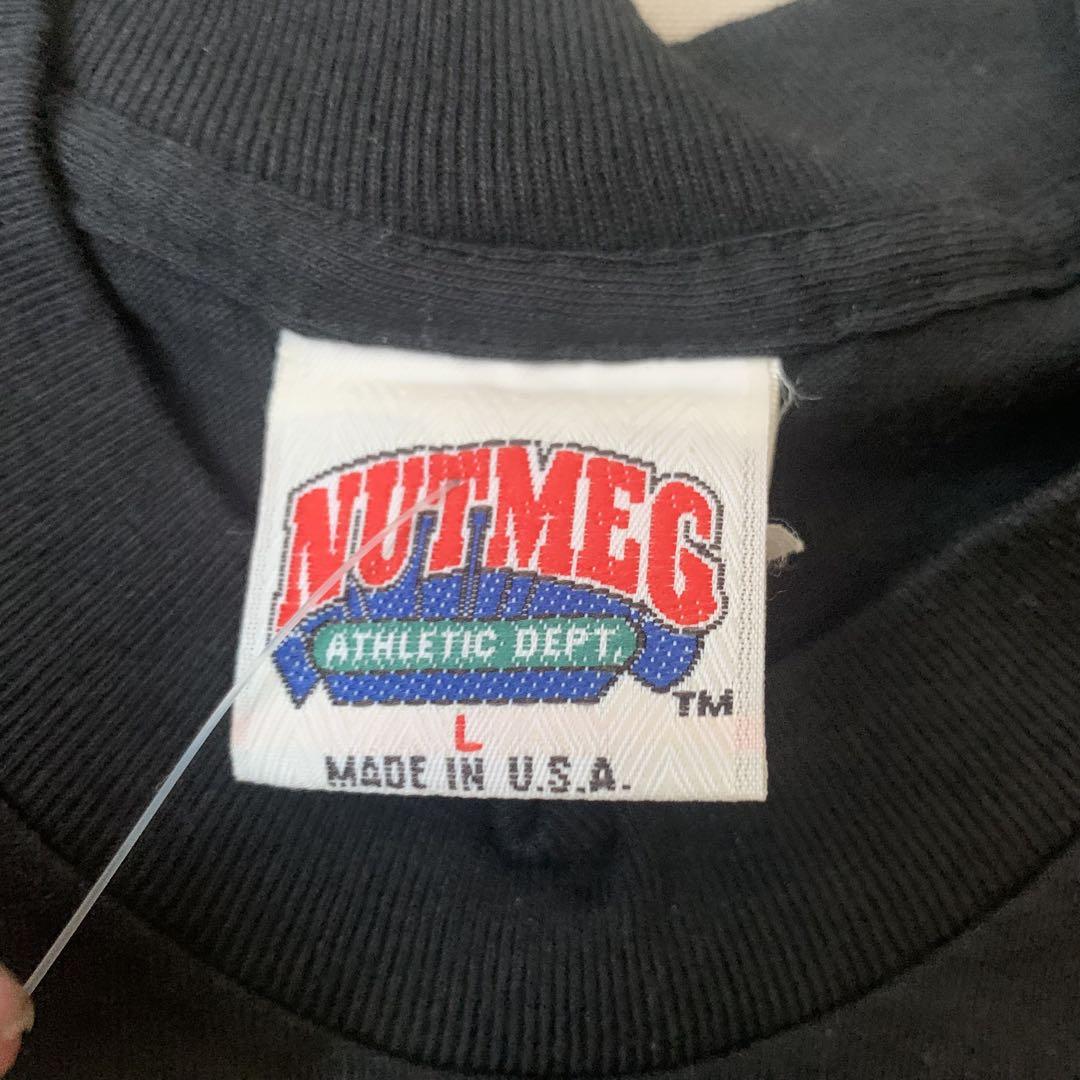 NUTMEG
ATHLETIC DEPT.
TM
L
MADE IN U.S.A.